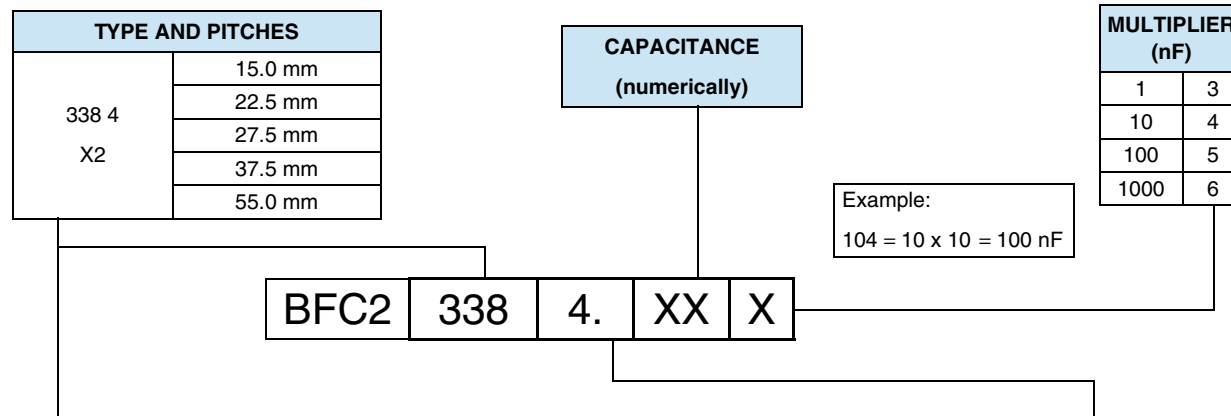 TYPE AND PITCHES
338 4
X2
15.0 mm
22.5 mm
27.5 mm
37.5 mm
55.0 mm
CAPACITANCE
(numerically)
MULTIPLIER
(nF)
1 3
10 4
100 5
1000 6
Example:
104 = 10 x 10 = 100 nF
BFC2 338 4. XX X